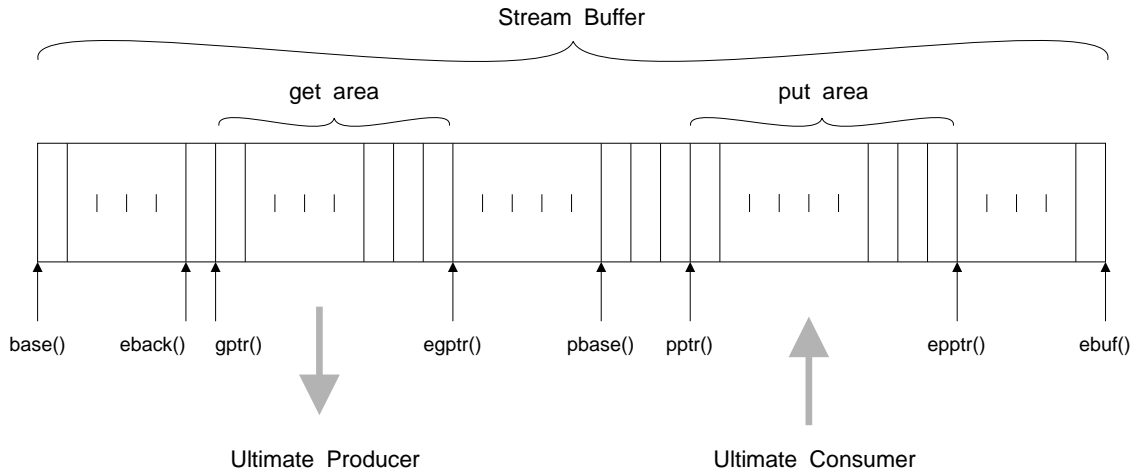 Stream Buffer
get area put area
base() eback() gptr() egptr() pbase() pptr() epptr() ebuf()
Ultimate Producer Ultimate Consumer